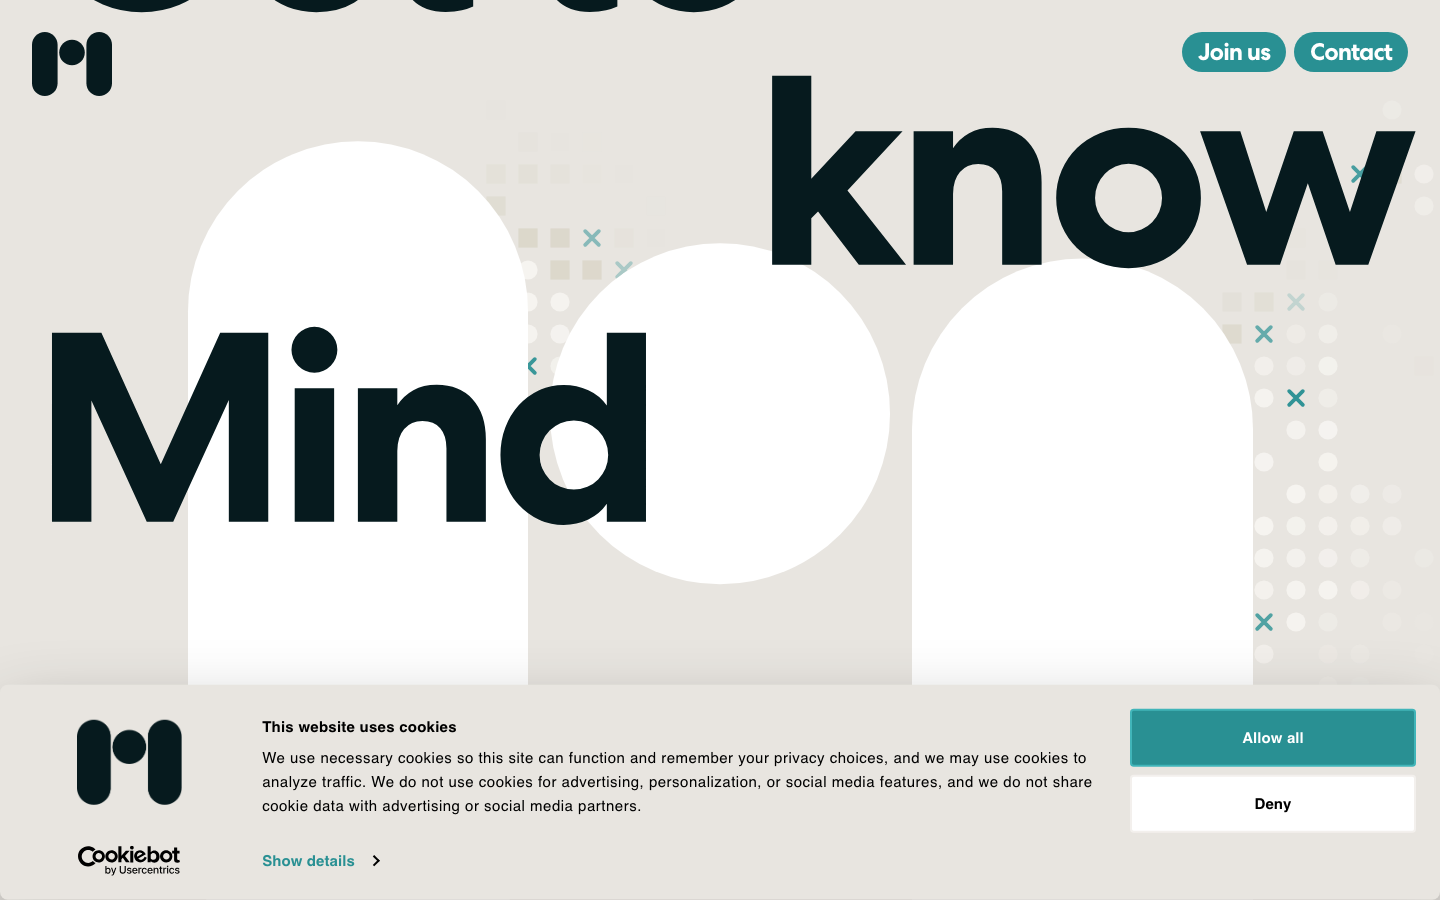 Join us
Contact
know
Mind
This website uses cookies
We use necessary cookies so this site can function and remember your privacy choices, and we may use cookies to
analyze traffic. We do not use cookies for advertising, personalization, or social media features, and we do not share
cookie data with advertising or social media partners.
Allow all
Deny
Cookiebot
by Usercentrics
Show details